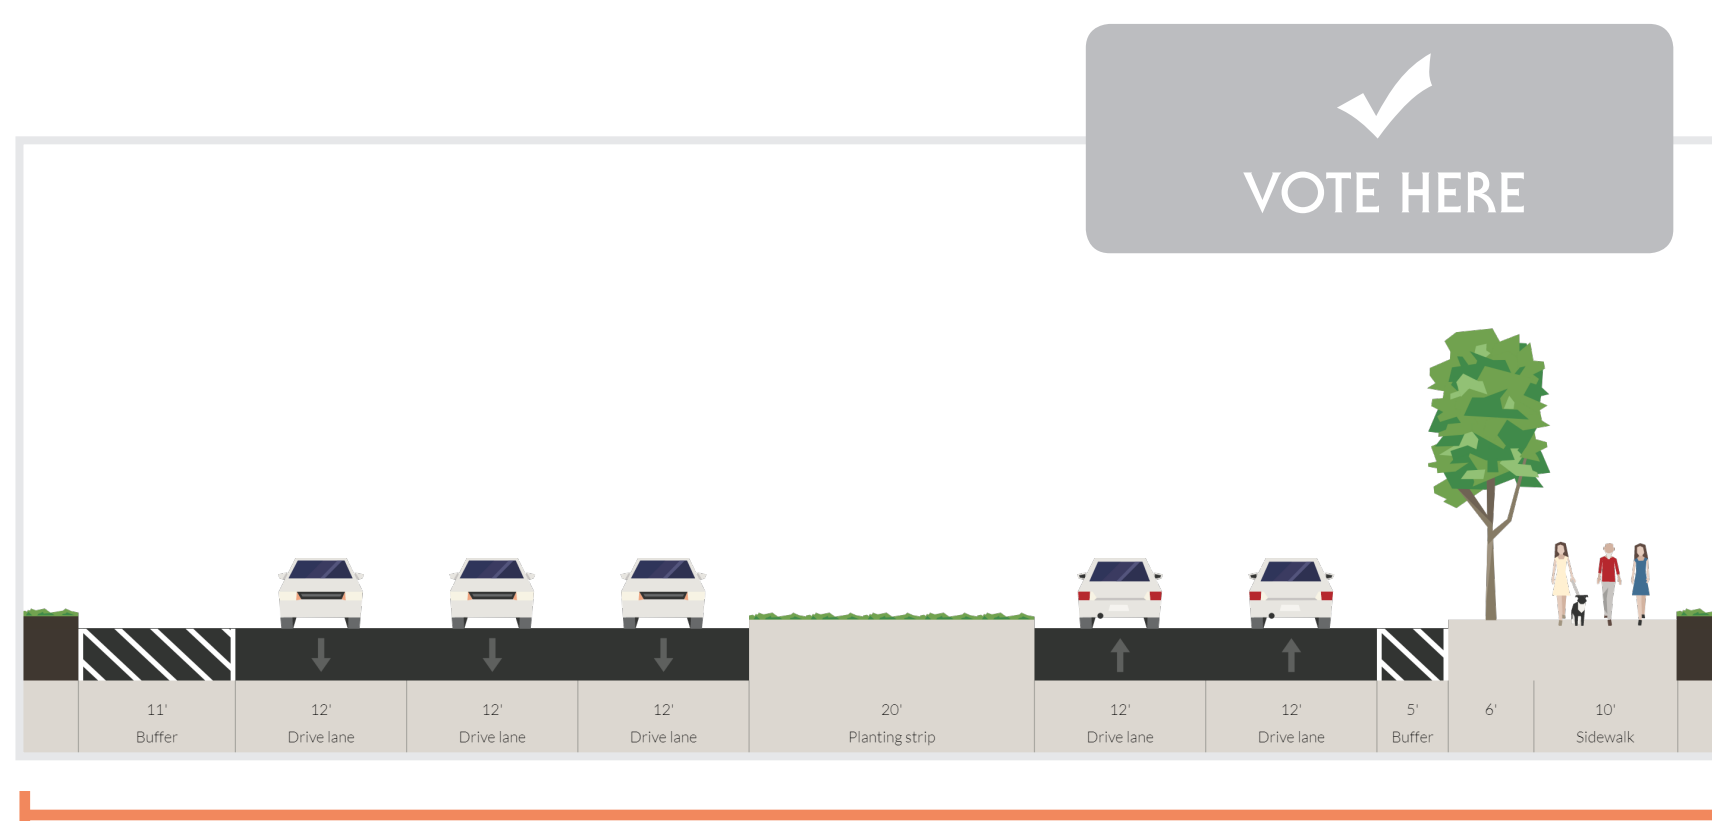 VOTE HERE
11' 12' 12' 12' 20' 12' 12' 5' 6' 10'
Buffer Drive lane Drive lane Drive lane Planting strip Drive lane Drive lane Buffer Sidewalk